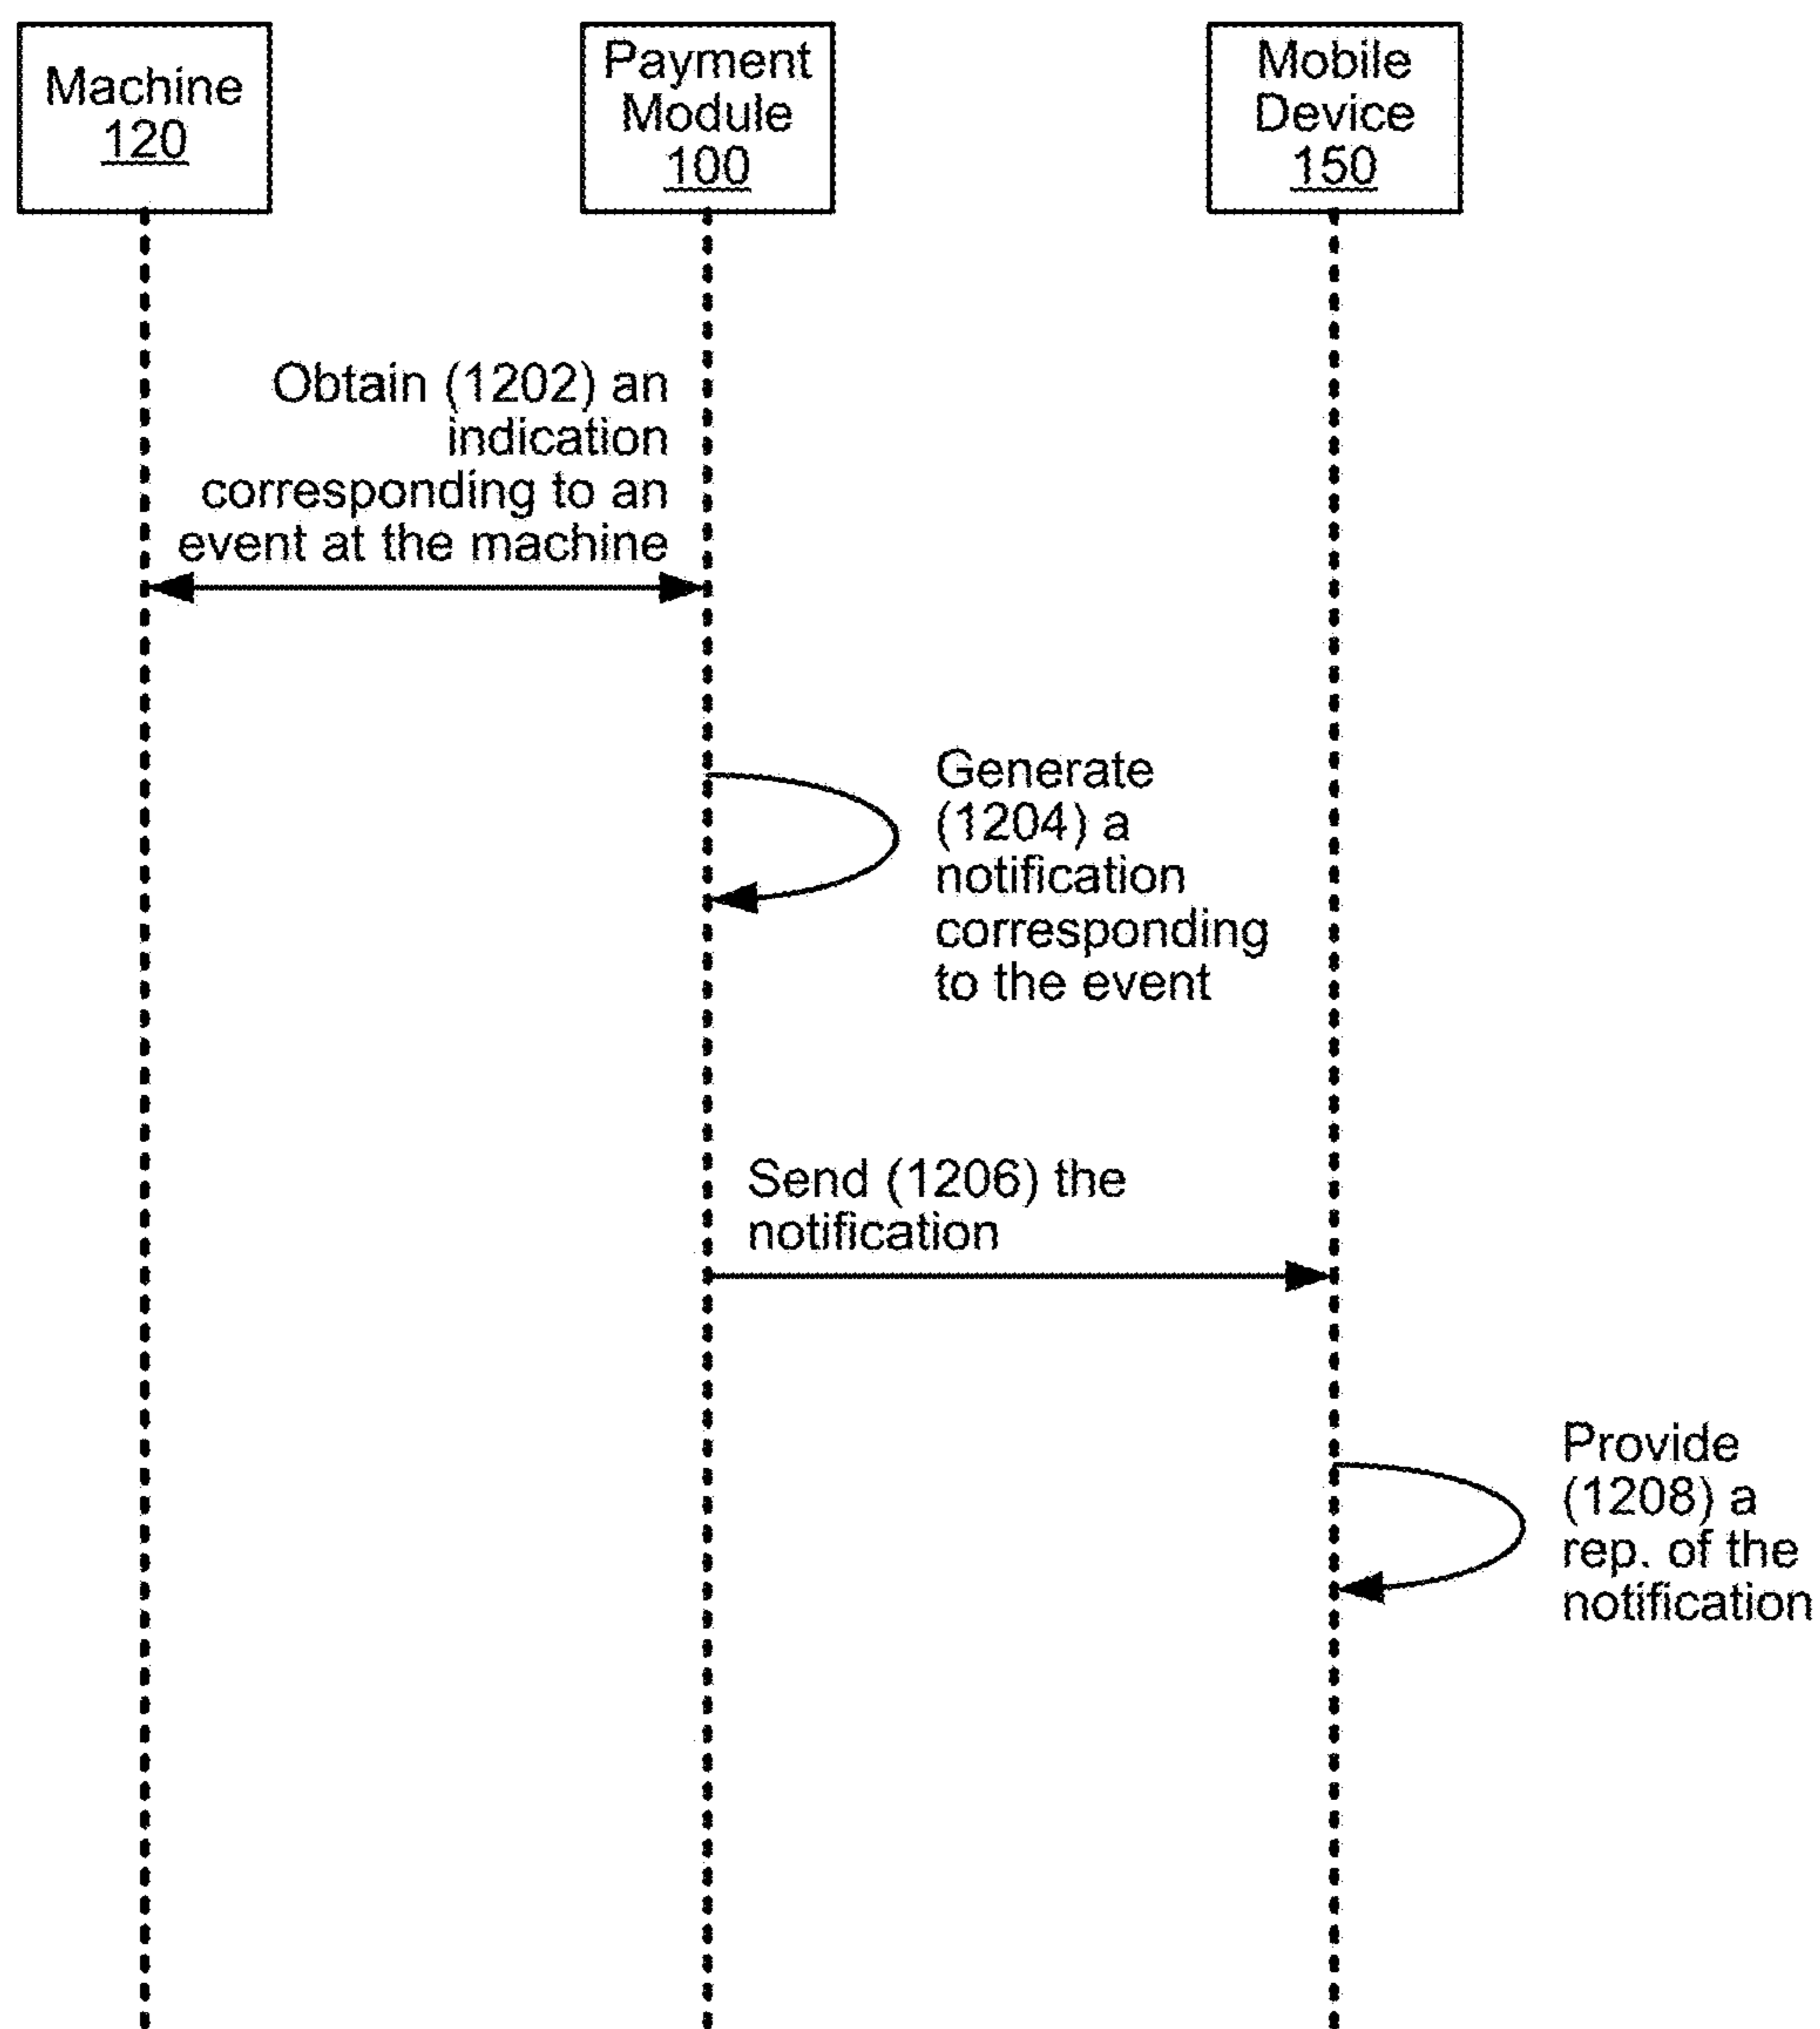 Machine
120
Payment
Module
100
Mobile
Device
150
Obtain (1202) an
indication
corresponding to an
event at the machine
Generate
(1204) a
notification
corresponding
to the event
Send (1206) the
notification
Provide
(1208) a
rep. of the
notification